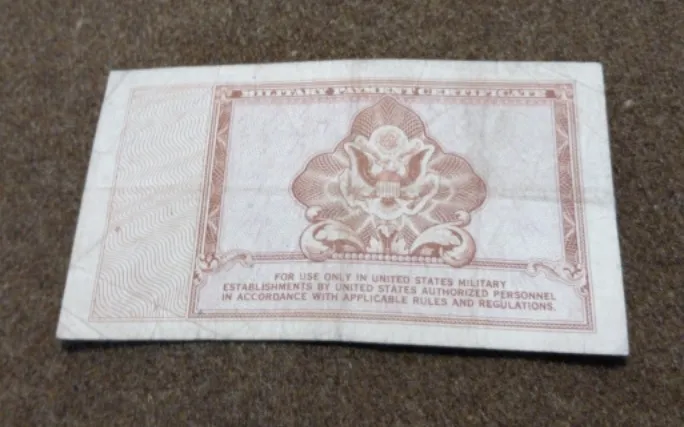 MILITARY PAYMENT CERTIFICATE
FOR USE ONLY IN UNITED STATES MILITARY
ESTABLISHMENTS BY UNITED STATES AUTHORIZED PERSONNEL
IN ACCORDANCE WITH APPLICABLE RULES AND REGULATIONS.